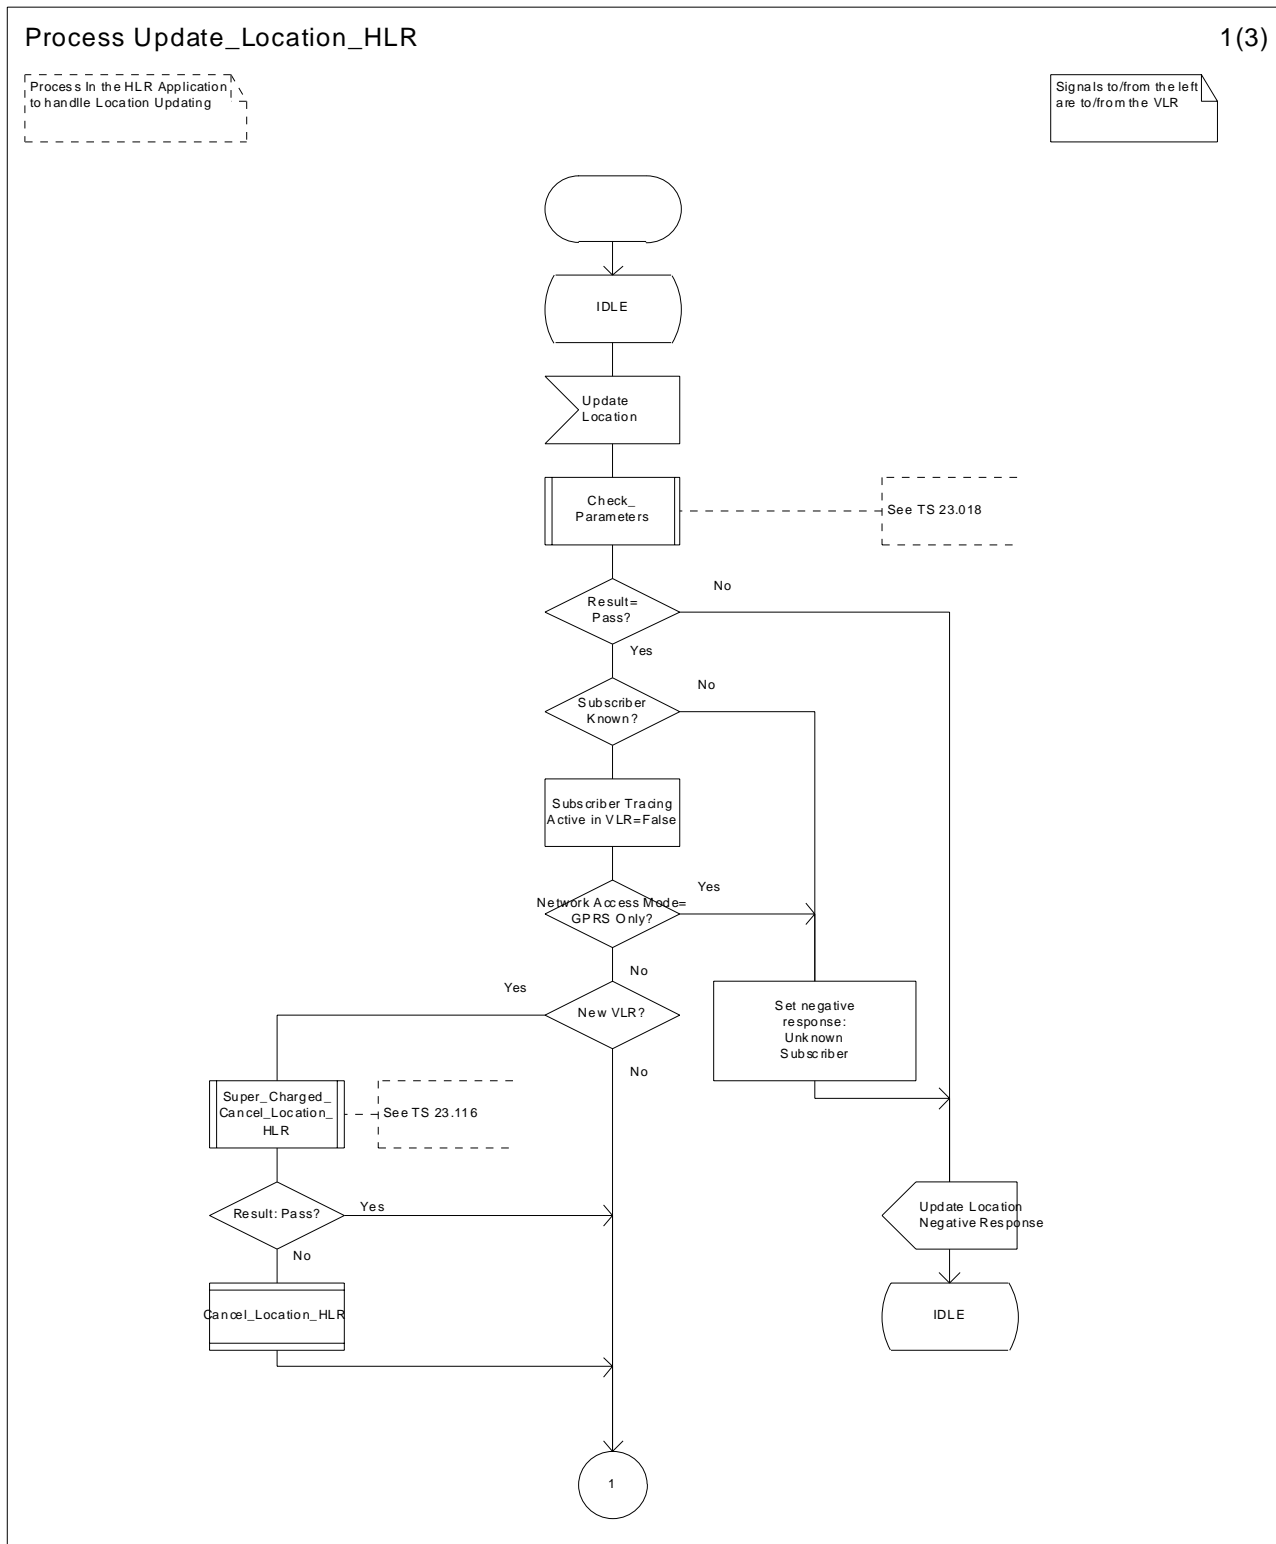 Process Update_Location_HLR
1(3)
Process In the HLR Application
to handlle Location Updating
Signals to/from the left
are to/from the VLR
IDLE
Update
Location
Check_
Parameters
See TS 23.018
Result=
Pass?
No
Yes
Subscriber
Known?
No
Subscriber Tracing
Active in VLR=False
Network Access Mode=
GPRS Only?
Yes
No
Yes
New VLR?
No
Set negative
response:
Unknown
Subscriber
Super_Charged_
Cancel_Location_
HLR
See TS 23.116
Result: Pass?
Yes
No
Update Location
Negative Response
Cancel_Location_HLR
IDLE
1